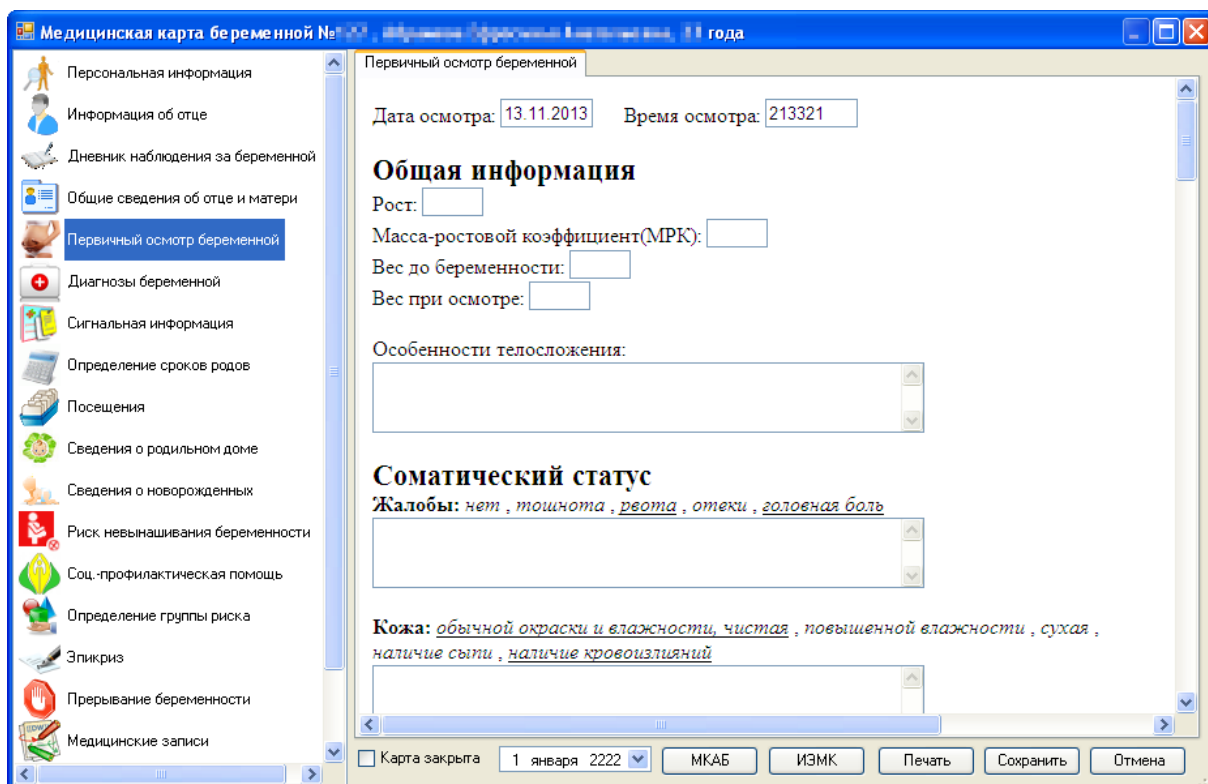 Медицинская карта беременной № года
Персональная информация
Информация об отце
Дневник наблюдения за беременной
Общие сведения об отце и матери
Первичный осмотр беременной
Диагнозы беременной
Сигнальная информация
Определение сроков родов
Посещения
Сведения о родильном доме
Сведения о новорожденных
Риск невынашивания беременности
Соц.-профилактическая помощь
Определение группы риска
Эпикриз
Прерывание беременности
Медицинские записи
Первичный осмотр беременной
Дата осмотра: 13.11.2013 Время осмотра: 213321
Общая информация
Рост:
Масса-ростовой коэффициент(МРК):
Вес до беременности:
Вес при осмотре:
Особенности телосложения:
Соматический статус
Жалобы: нет , тошнота , рвота , отеки , головная боль
Кожа: обычной окраски и влажности, чистая , повышенной влажности , сухая ,
наличие сыпи , наличие кровоизлияний
Карта закрыта 1 января 2222 МКАБ ИЭМК Печать Сохранить Отмена